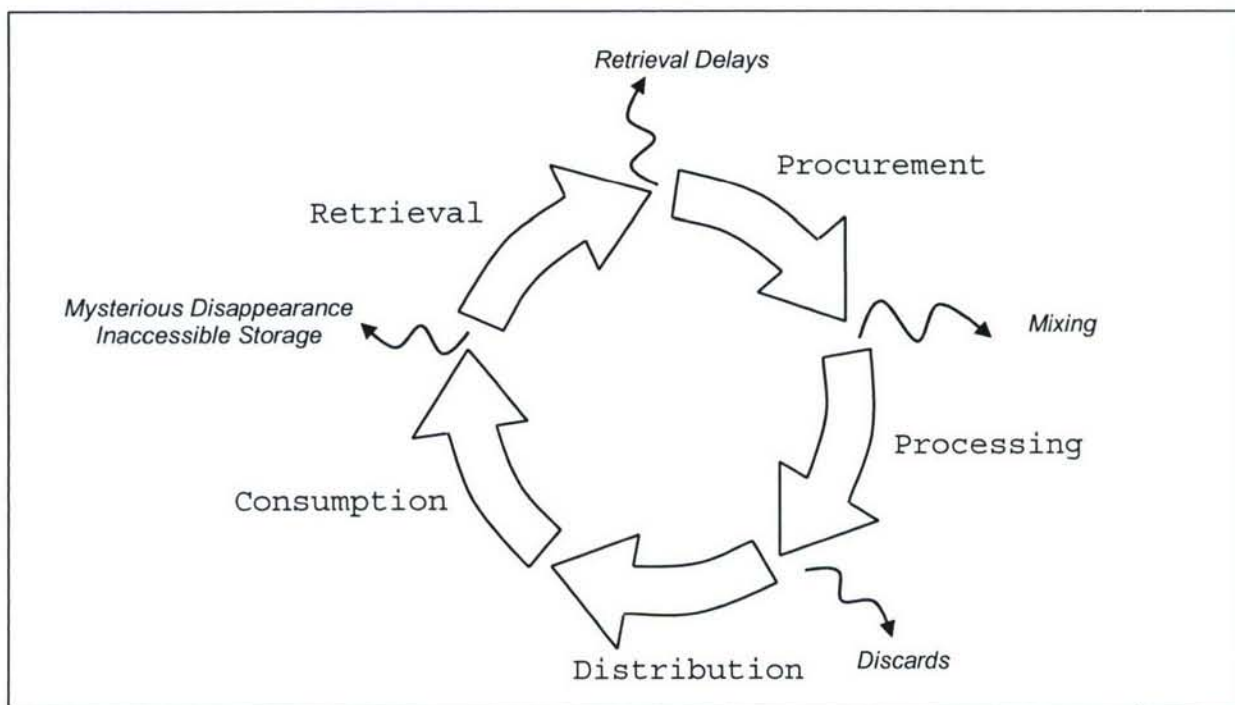 Retrieval Delays
Procurement
Retrieval
Mysterious Disappearance
Inaccessible Storage
Mixing
Processing
Consumption
Discards
Distribution